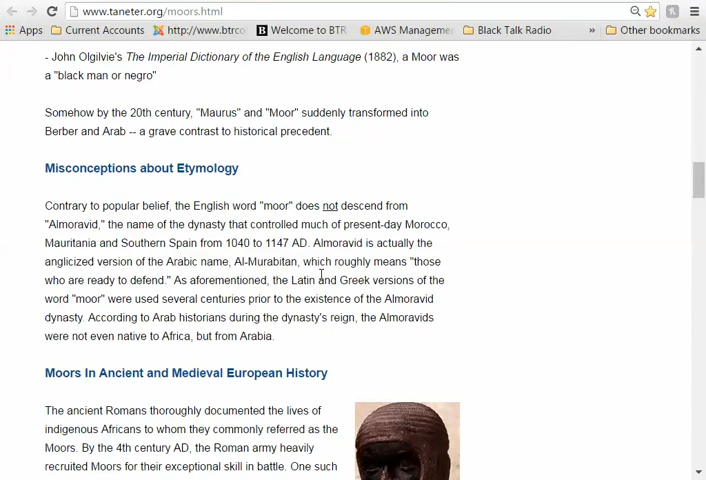 www.taneter.org/moors.html
Apps Current Accounts http://www.btrco Welcome to BTR AWS Manageme Black Talk Radio » Other bookmarks
- John Olgilvie's The Imperial Dictionary of the English Language (1882), a Moor was
a "black man or negro"
Somehow by the 20th century, "Maurus" and "Moor" suddenly transformed into
Berber and Arab -- a grave contrast to historical precedent.
Misconceptions about Etymology
Contrary to popular belief, the English word "moor" does not descend from
"Almoravid," the name of the dynasty that controlled much of present-day Morocco,
Mauritania and Southern Spain from 1040 to 1147 AD. Almoravid is actually the
anglicized version of the Arabic name, Al-Murabitan, which roughly means "those
who are ready to defend." As aforementioned, the Latin and Greek versions of the
word "moor" were used several centuries prior to the existence of the Almoravid
dynasty. According to Arab historians during the dynasty's reign, the Almoravids
were not even native to Africa, but from Arabia.
Moors In Ancient and Medieval European History
The ancient Romans thoroughly documented the lives of
indigenous Africans to whom they commonly referred as the
Moors. By the 4th century AD, the Roman army heavily
recruited Moors for their exceptional skill in battle. One such